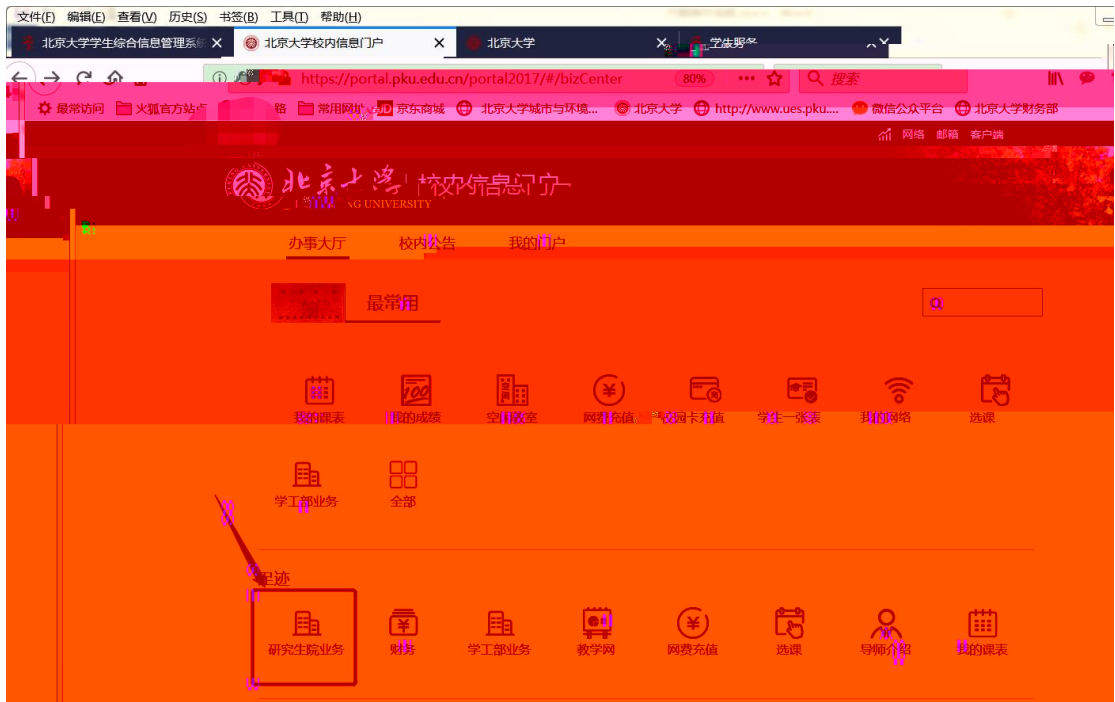 文件(F) 编辑(E) 查看(V) 历史(S) 书签(B) 工具(T) 帮助(H)
北京大学学生综合信息管理系统 × 北京大学校内信息门户 × 北京大学 ×
https://portal.pku.edu.cn/portal2017/#/bizCenter 80% 搜索
最常访问 火狐官方站点 常用网址 JD 京东商城 北京大学城市与环境... 北京大学 http://www.ues.pku.... 微信公众平台 北京大学财务部
网络 邮箱 客户端
北京大学 校内信息门户
UNIVERSITY
办事大厅 校内公告 我的门户
最常用
我的课表 我的成绩 空闲教室 网费充值 校园卡充值 学生一张表 我的网络 选课
学工部业务 全部
足迹
研究生院业务 财务 学工部业务 教学网 网费充值 选课 导师介绍 我的课表